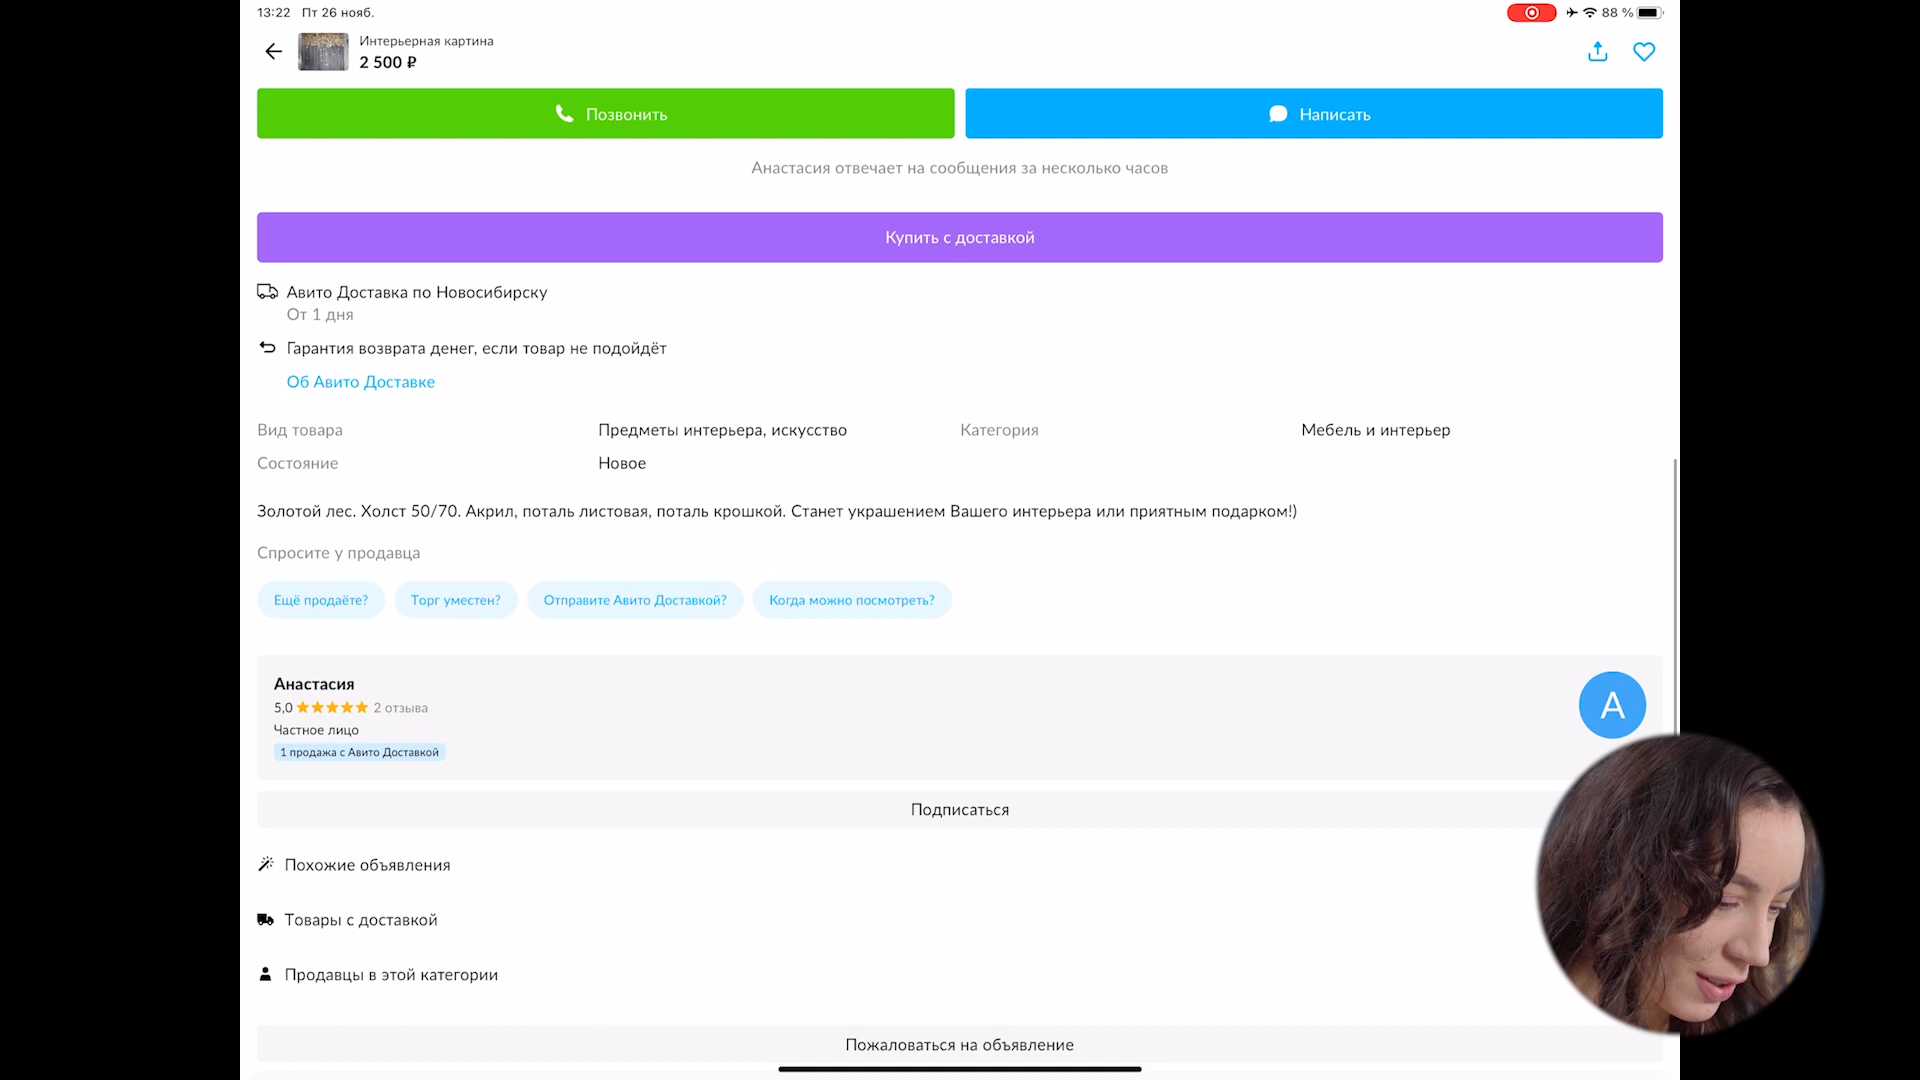 13:22 Пт 26 нояб.
88 %
Интерьерная картина
2 500 ₽
Позвонить
Написать
Анастасия отвечает на сообщения за несколько часов
Купить с доставкой
Авито Доставка по Новосибирску
От 1 дня
Гарантия возврата денег, если товар не подойдёт
Об Авито Доставке
Вид товара Предметы интерьера, искусство Категория Мебель и интерьер
Состояние Новое
Золотой лес. Холст 50/70. Акрил, поталь листовая, поталь крошкой. Станет украшением Вашего интерьера или приятным подарком!)
Спросите у продавца
Ещё продаёте? Торг уместен? Отправите Авито Доставкой? Когда можно посмотреть?
Анастасия
А
5,0 2 отзыва
Частное лицо
1 продажа с Авито Доставкой
Подписаться
Похожие объявления
Товары с доставкой
Продавцы в этой категории
Пожаловаться на объявление